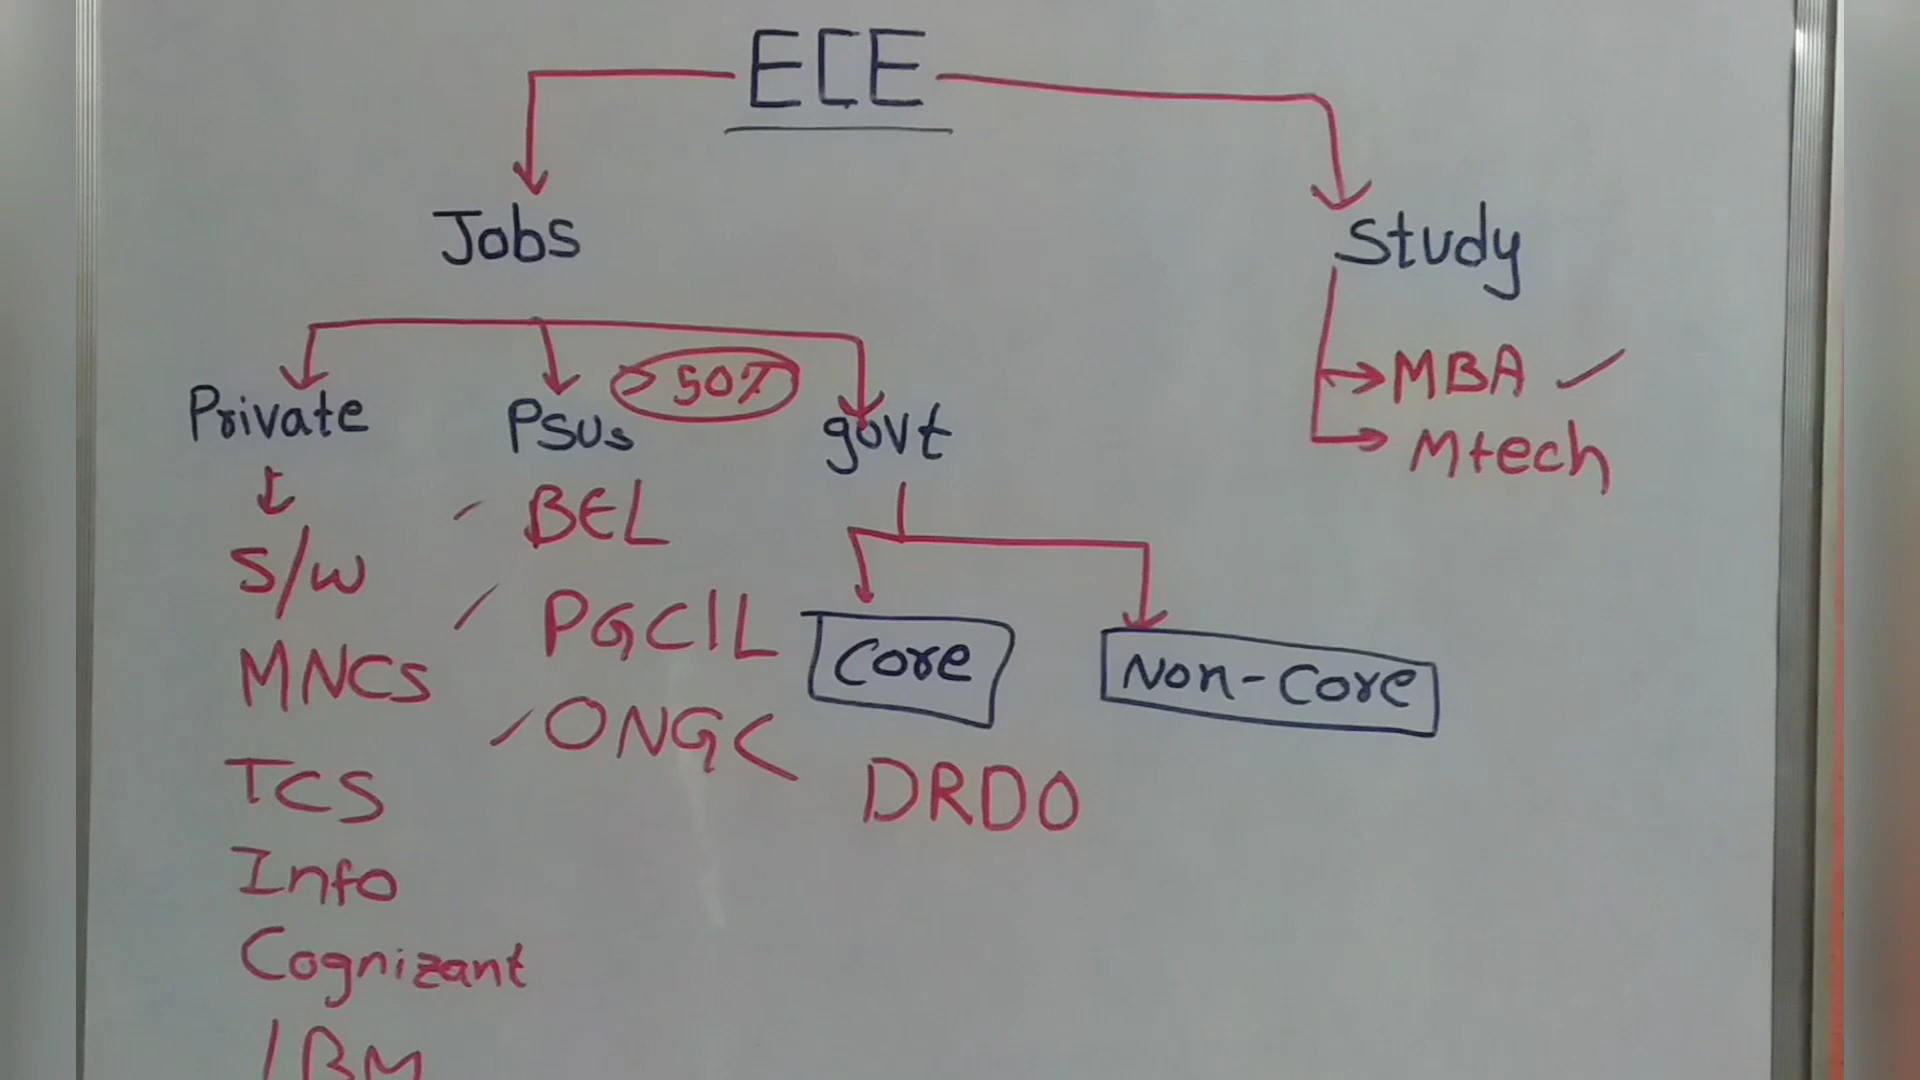 ECE
Jobs
Study
Private
PSUs
> 50%
govt
MBA
Mtech
S/W
MNCS
TCS
Info
Cognizant
IBM
BEL
PGCIL
ONGC
Core
Non-Core
DRDO